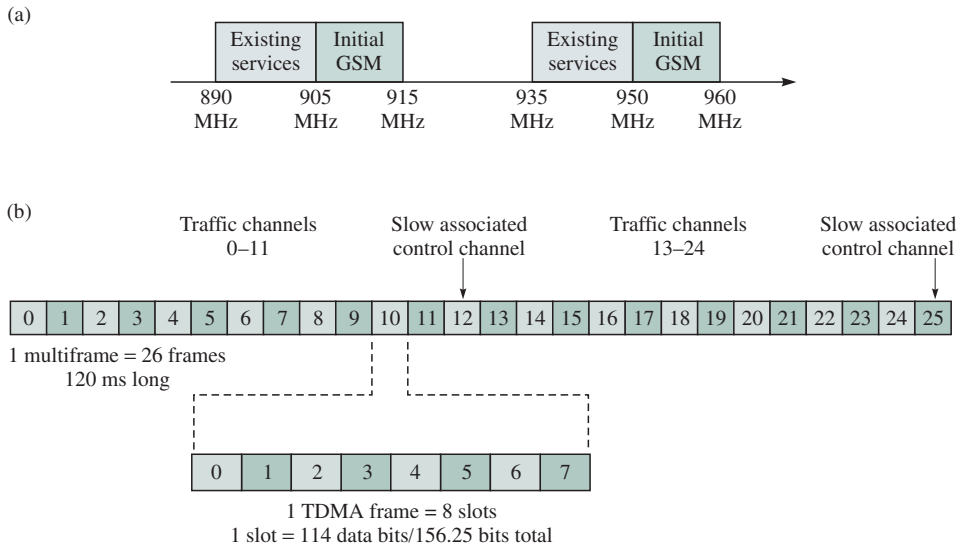 (a)
Existing services
Initial GSM
Existing services
Initial GSM
890 MHz
905 MHz
915 MHz
935 MHz
950 MHz
960 MHz
(b)
Traffic channels
0–11
Slow associated
control channel
Traffic channels
13–24
Slow associated
control channel
0 1 2 3 4 5 6 7 8 9 10 11 12 13 14 15 16 17 18 19 20 21 22 23 24 25
1 multiframe = 26 frames
120 ms long
0 1 2 3 4 5 6 7
1 TDMA frame = 8 slots
1 slot = 114 data bits/156.25 bits total